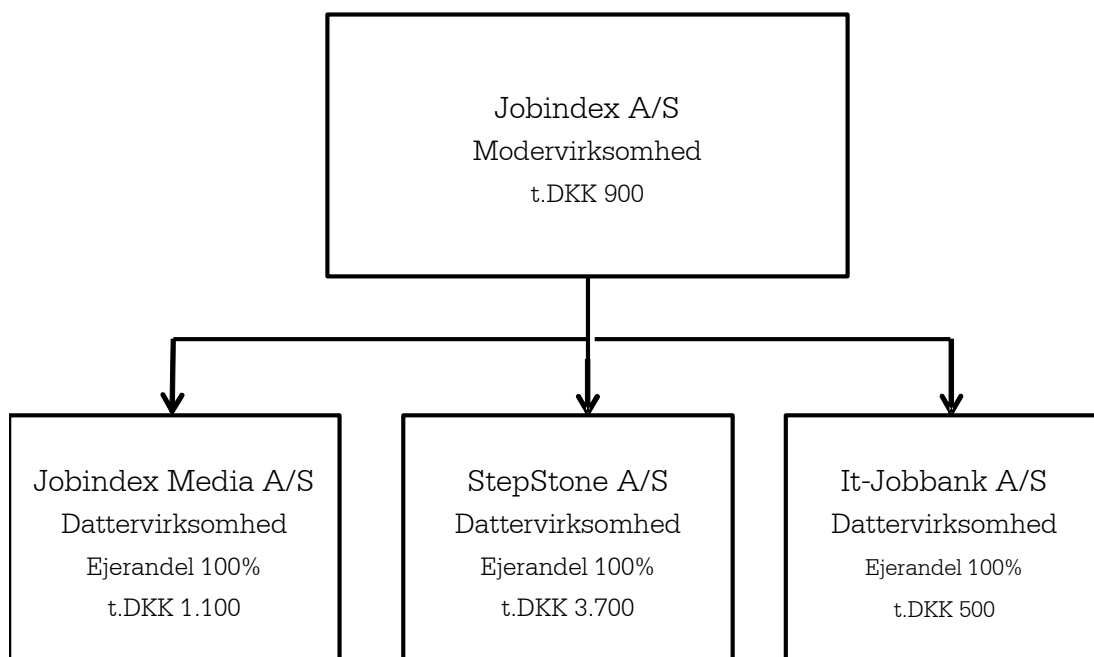 Jobindex A/S
Modervirksomhed
t.DKK 900
Jobindex Media A/S
Dattervirksomhed
Ejerandel 100%
t.DKK 1.100
StepStone A/S
Dattervirksomhed
Ejerandel 100%
t.DKK 3.700
It-Jobbank A/S
Dattervirksomhed
Ejerandel 100%
t.DKK 500